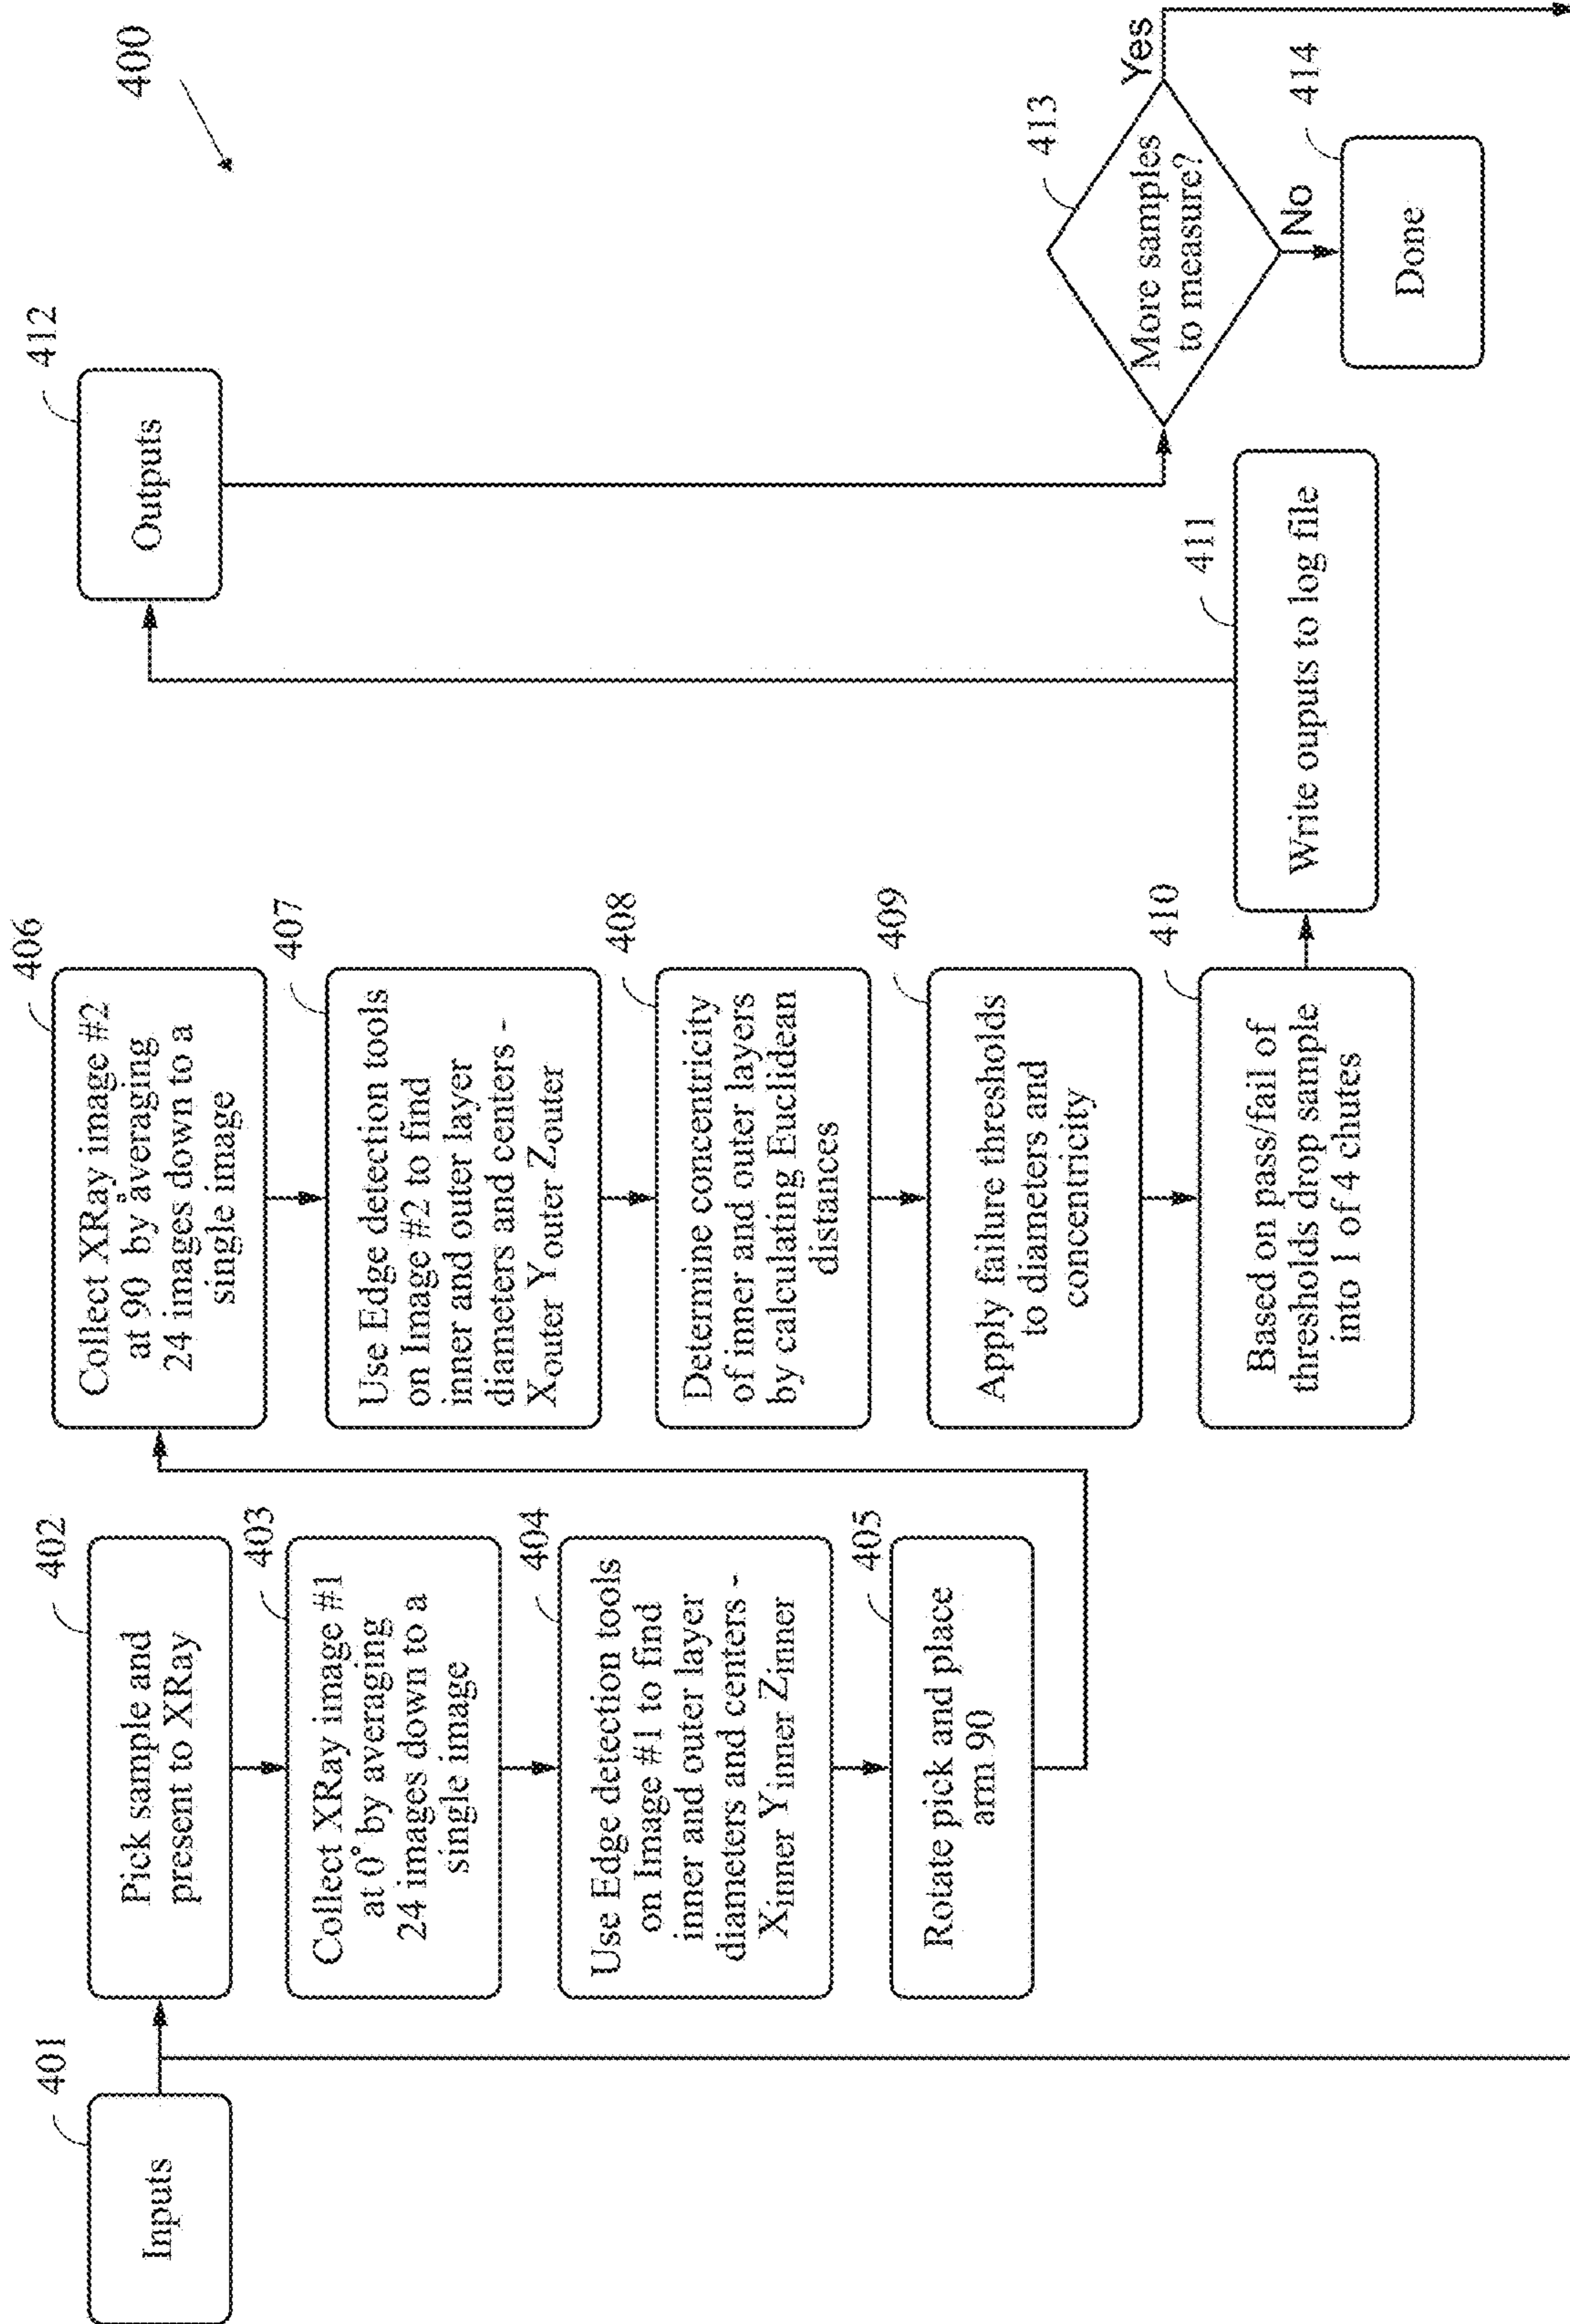 400
401
Inputs
402
Pick sample and
present to XRay
403
Collect XRay image #1
at 0° by averaging
24 images down to a
single image
404
Use Edge detection tools
on Image #1 to find
inner and outer layer
diameters and centers -
Xinner Yinner Zinner
405
Rotate pick and place
arm 90
406
Collect XRay image #2
at 90° by averaging
24 images down to a
single image
407
Use Edge detection tools
on Image #2 to find
inner and outer layer
diameters and centers -
Xouter Youter Zouter
408
Determine concentricity
of inner and outer layers
by calculating Euclidean
distances
409
Apply failure thresholds
to diameters and
concentricity
410
Based on pass/fail of
thresholds drop sample
into 1 of 4 chutes
411
Write ouputs to log file
412
Outputs
413
More samples
to measure?
Yes
No
414
Done